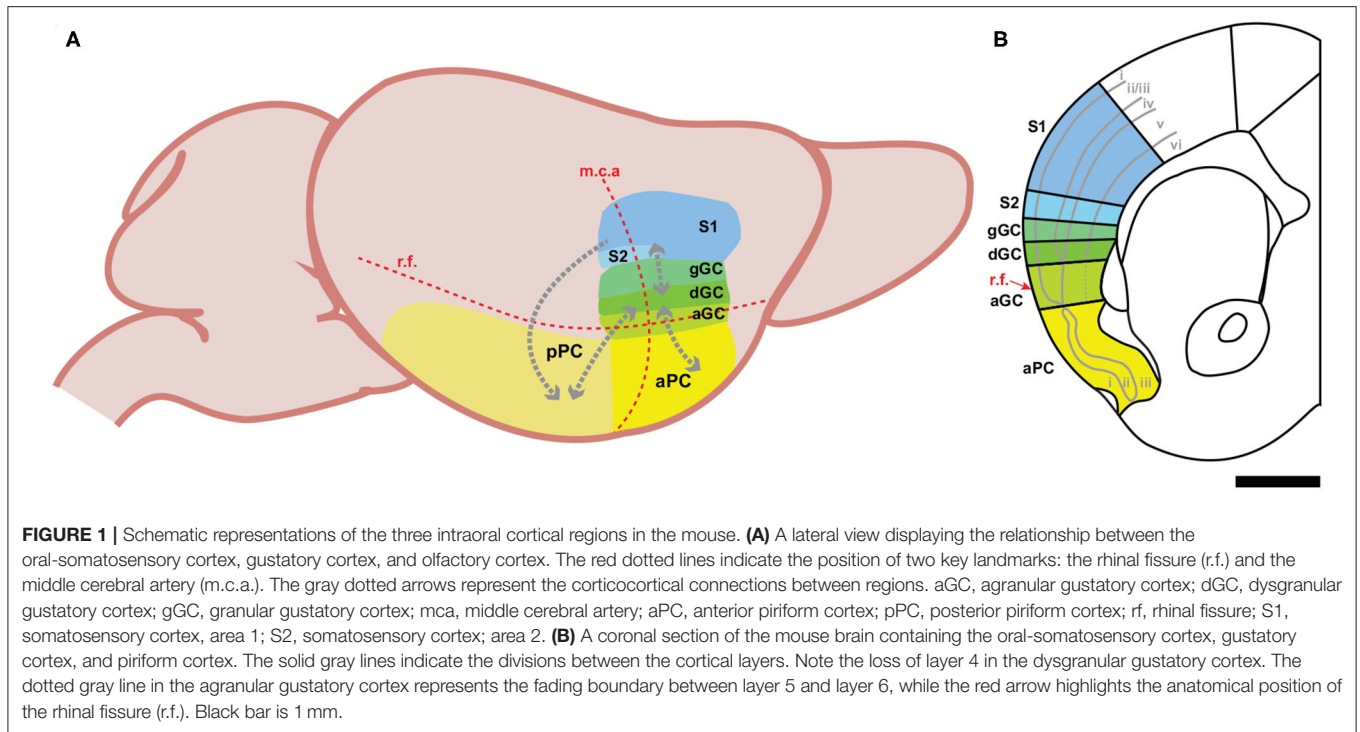 A
m.c.a
S1
S2
r.f.
gGC
dGC
aGC
pPC
aPC
B
i
ii/iii
iv
v
vi
S1
S2
gGC
dGC
r.f.
aGC
aPC
i ii iii
FIGURE 1 | Schematic representations of the three intraoral cortical regions in the mouse. (A) A lateral view displaying the relationship between the
oral-somatosensory cortex, gustatory cortex, and olfactory cortex. The red dotted lines indicate the position of two key landmarks: the rhinal fissure (r.f.) and the
middle cerebral artery (m.c.a.). The gray dotted arrows represent the corticocortical connections between regions. aGC, agranular gustatory cortex; dGC, dysgranular
gustatory cortex; gGC, granular gustatory cortex; mca, middle cerebral artery; aPC, anterior piriform cortex; pPC, posterior piriform cortex; rf, rhinal fissure; S1,
somatosensory cortex, area 1; S2, somatosensory cortex; area 2. (B) A coronal section of the mouse brain containing the oral-somatosensory cortex, gustatory
cortex, and piriform cortex. The solid gray lines indicate the divisions between the cortical layers. Note the loss of layer 4 in the dysgranular gustatory cortex. The
dotted gray line in the agranular gustatory cortex represents the fading boundary between layer 5 and layer 6, while the red arrow highlights the anatomical position of
the rhinal fissure (r.f.). Black bar is 1 mm.